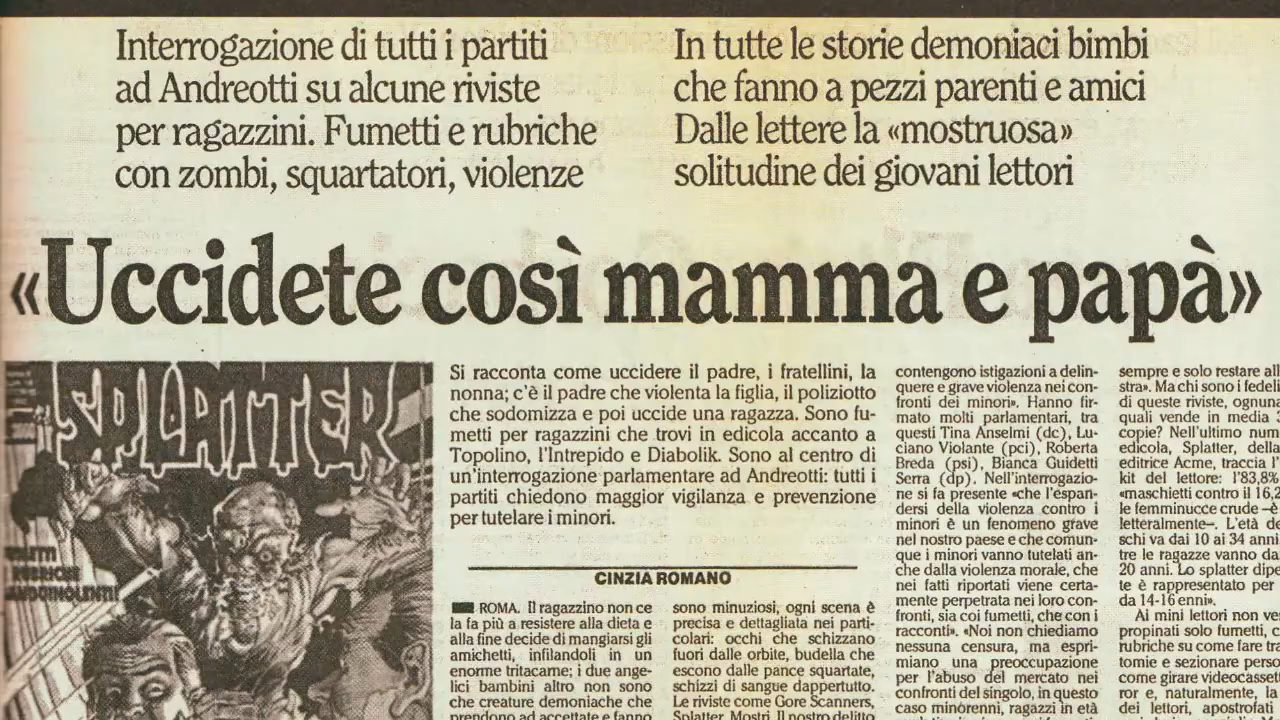 Interrogazione di tutti i partiti
ad Andreotti su alcune riviste
per ragazzini. Fumetti e rubriche
con zombi, squartatori, violenze
In tutte le storie demoniaci bimbi
che fanno a pezzi parenti e amici
Dalle lettere la «mostruosa»
solitudine dei giovani lettori
«Uccidete così mamma e papà»
SPLATTER
Si racconta come uccidere il padre, i fratellini, la
nonna; c'è il padre che violenta la figlia, il poliziotto
che sodomizza e poi uccide una ragazza. Sono fu-
metti per ragazzini che trovi in edicola accanto a
Topolino, l'Intrepido e Diabolik. Sono al centro di
un'interrogazione parlamentare ad Andreotti: tutti i
partiti chiedono maggior vigilanza e prevenzione
per tutelare i minori.
CINZIA ROMANO
ROMA. Il ragazzino non ce
la fa più a resistere alla dieta e
alla fine decide di mangiarsi gli
amichetti, infilandoli in un
enorme tritacarne; i due ange-
lici bambini altro non sono
che creature demoniache che
prendono ad accettate e fanno
sono minuziosi, ogni scena è
precisa e dettagliata nei parti-
colari: occhi che schizzano
fuori dalle orbite, budella che
escono dalle pance squartate,
schizzi di sangue dappertutto.
Le riviste come Gore Scanners,
Splatter, Mostri, Il nostro delitto
contengono istigazioni a delin-
quere e grave violenza nei con-
fronti dei minori». Hanno fir-
mato molti parlamentari, tra
questi Tina Anselmi (dc), Lu-
ciano Violante (pci), Roberta
Breda (psi), Bianca Guidetti
Serra (dp). Nell'interrogazio-
ne si fa presente «che l'espan-
dersi della violenza contro i
minori è un fenomeno grave
nel nostro paese e che comun-
que i minori vanno tutelati an-
che dalla violenza morale, che
nei fatti riportati viene certa-
mente perpetrata nei loro con-
fronti, sia coi fumetti, che con i
racconti». «Noi non chiediamo
nessuna censura, ma espri-
miamo una preoccupazione
per l'abuso del mercato nei
confronti del singolo, in questo
caso minorenni, ragazzi in età
sempre e solo restare all
stra». Ma chi sono i fedeli
di queste riviste, ognuna
quali vende in media
copie? Nell'ultimo num
edicola, Splatter, della
editrice Acme, traccia l'
kit del lettore: l'83,8%
«maschietti contro il 16,2
le femminucce crude –è
letteralmente–. L'età d
schi va dai 10 ai 34 anni
tre le ragazze vanno da
20 anni. Lo splatter dipe
te è rappresentato per
da 14-16 enni».
Ai mini lettori non ve
propinati solo fumetti, c
rubriche su come fare tra
tomie e sezionare perso
come girare videocasset
ror e, naturalmente, la
dei lettori, apostrofati